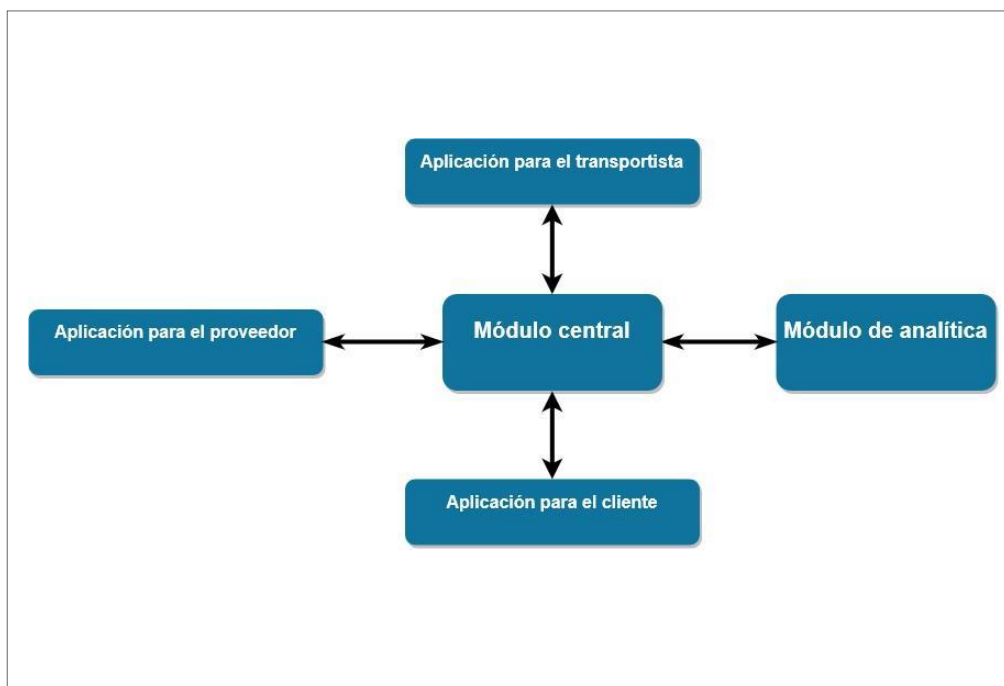 Aplicación para el transportista
Aplicación para el proveedor
Módulo central
Módulo de analítica
Aplicación para el cliente